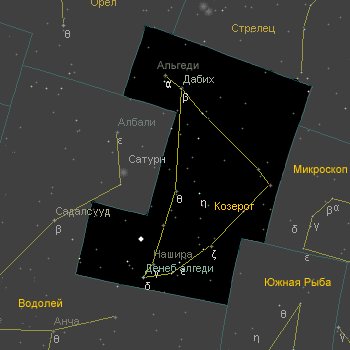 Орел
θ
Стрелец
Альгеди
α
Дабих
β
Албали
ε
Сатурн
Микроскоп
θ
η
Козерог
Садалсууд
β
β α
γ
δ
ε
Нашира
ζ
Денеб алгеди
γ
ε
δ
Южная Рыба
Водолей
Анча
θ
θ
η